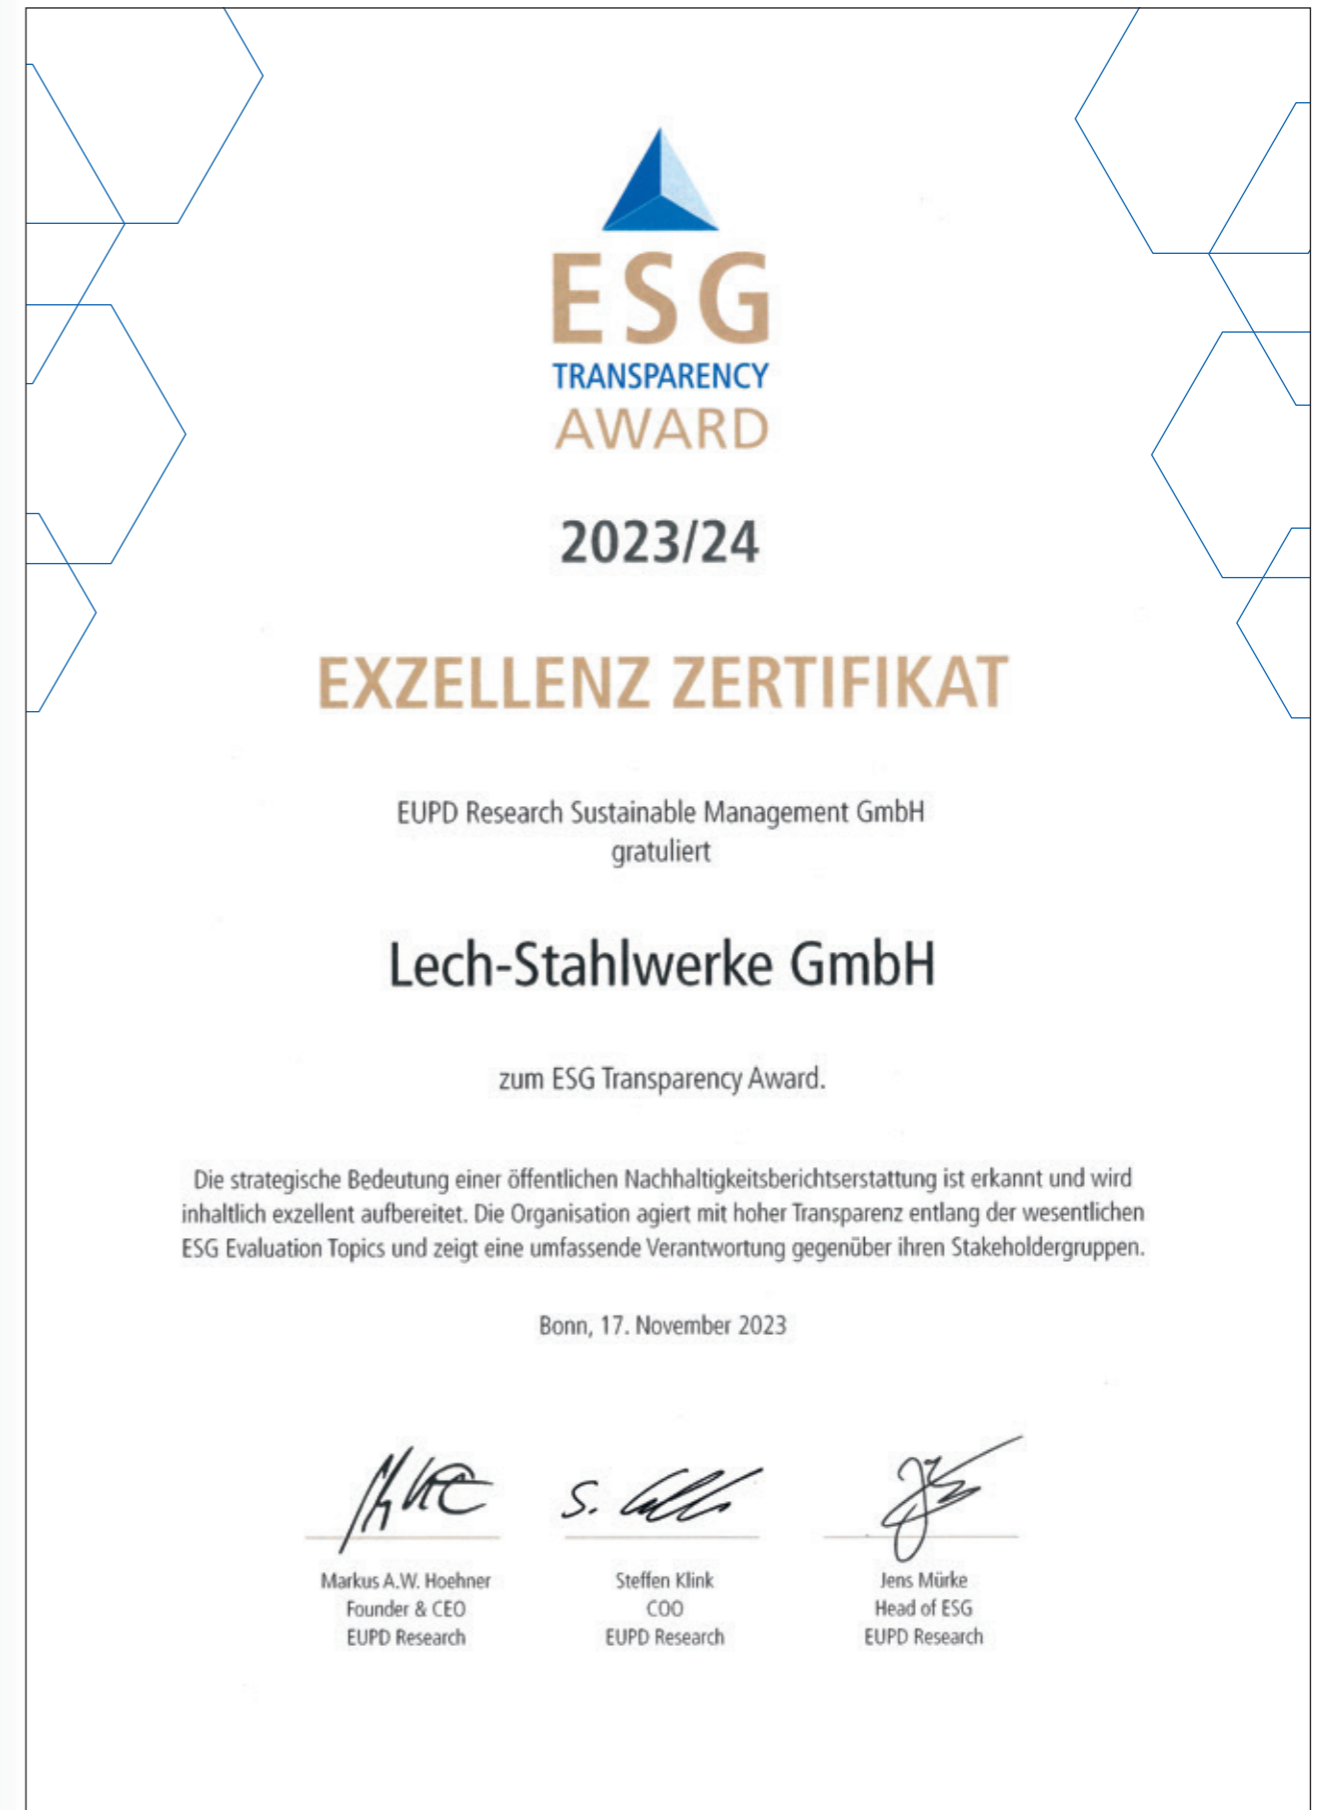 ESG
TRANSPARENCY
AWARD
2023/24
EXZELLENZ ZERTIFIKAT
EUPD Research Sustainable Management GmbH
gratuliert
Lech-Stahlwerke GmbH
zum ESG Transparency Award.
Die strategische Bedeutung einer öffentlichen Nachhaltigkeitsberichtserstattung ist erkannt und wird
inhaltlich exzellent aufbereitet. Die Organisation agiert mit hoher Transparenz entlang der wesentlichen
ESG Evaluation Topics und zeigt eine umfassende Verantwortung gegenüber ihren Stakeholdergruppen.
Bonn, 17. November 2023
Markus A.W. Hoehner
Founder & CEO
EUPD Research
Steffen Klink
COO
EUPD Research
Jens Mürke
Head of ESG
EUPD Research